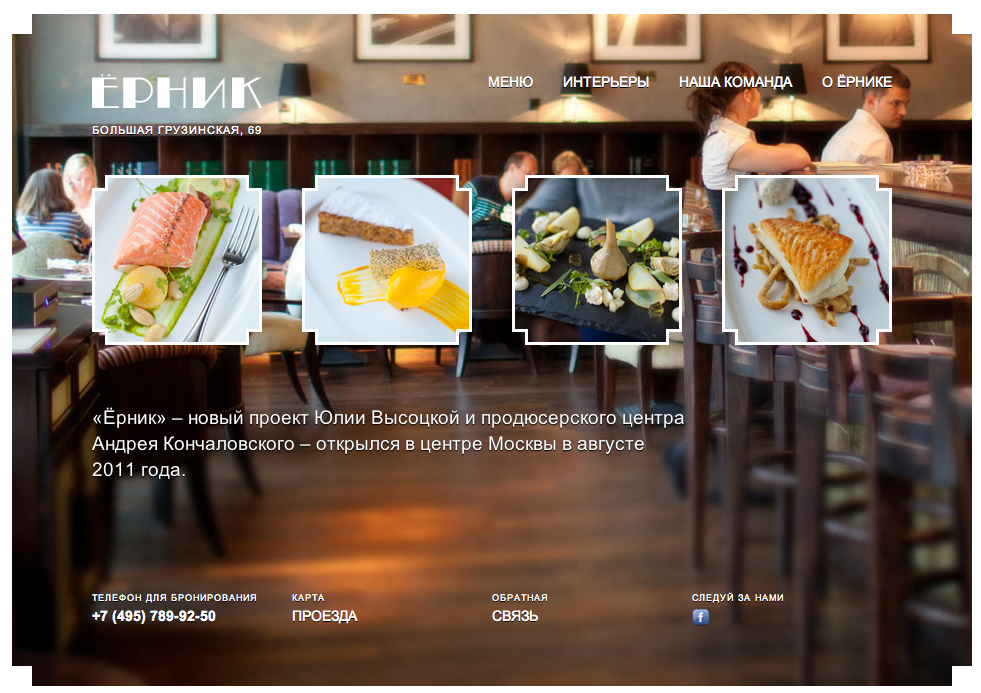 ЁРНИК
БОЛЬШАЯ ГРУЗИНСКАЯ, 69
МЕНЮ ИНТЕРЬЕРЫ НАША КОМАНДА О ЁРНИКЕ
«Ёрник» – новый проект Юлии Высоцкой и продюсерского центра
Андрея Кончаловского – открылся в центре Москвы в августе
2011 года.
ТЕЛЕФОН ДЛЯ БРОНИРОВАНИЯ
+7 (495) 789-92-50
КАРТА
ПРОЕЗДА
ОБРАТНАЯ
СВЯЗЬ
СЛЕДУЙ ЗА НАМИ
f